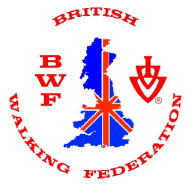 BRITISH
BWF
®
WALKING FEDERATION